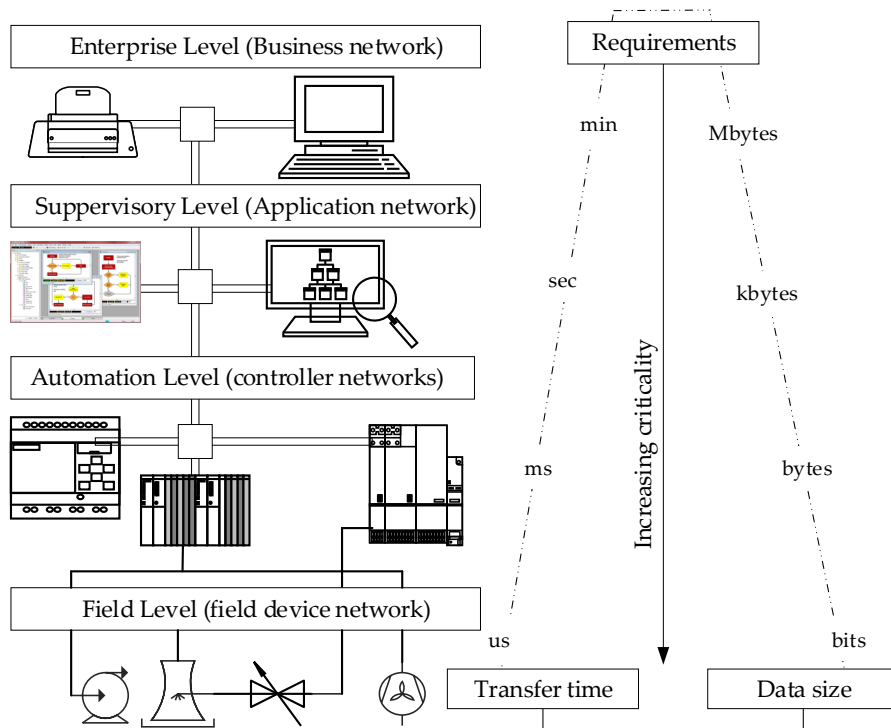 Enterprise Level (Business network)
Requirements
min
Mbytes
Suppervisory Level (Application network)
sec
kbytes
Automation Level (controller networks)
Increasing criticality
ms
bytes
Field Level (field device network)
us
bits
Transfer time
Data size